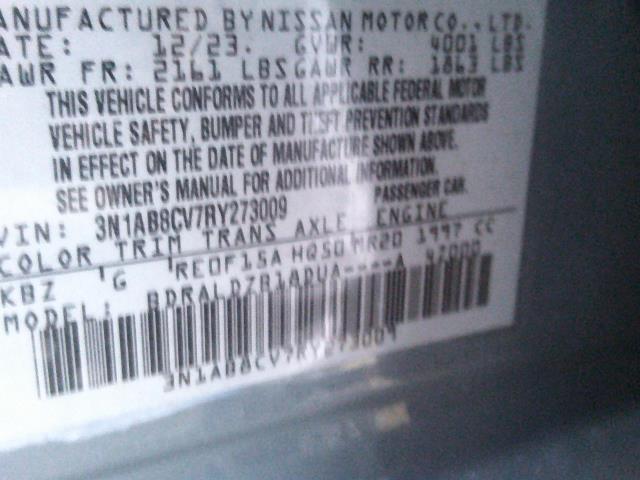 ANUFACTURED BY NISSAN MOTOR CO., LTD.
ATE: 12/23. GVWR: 4001 LBS
AWR FR: 2161 LBS GAWR RR: 1863 LBS
THIS VEHICLE CONFORMS TO ALL APPLICABLE FEDERAL MOTOR
VEHICLE SAFETY, BUMPER AND THEFT PREVENTION STANDARDS
IN EFFECT ON THE DATE OF MANUFACTURE SHOWN ABOVE.
SEE OWNER'S MANUAL FOR ADDITIONAL INFORMATION.
VIN: 3N1AB8CV7RY273009 PASSENGER CAR
COLOR TRIM TRANS AXLE ENGINE
KBZ G RE0F15A HQ50 MR20 1997 CC
MODEL:
3N1AB8CV7RY273009